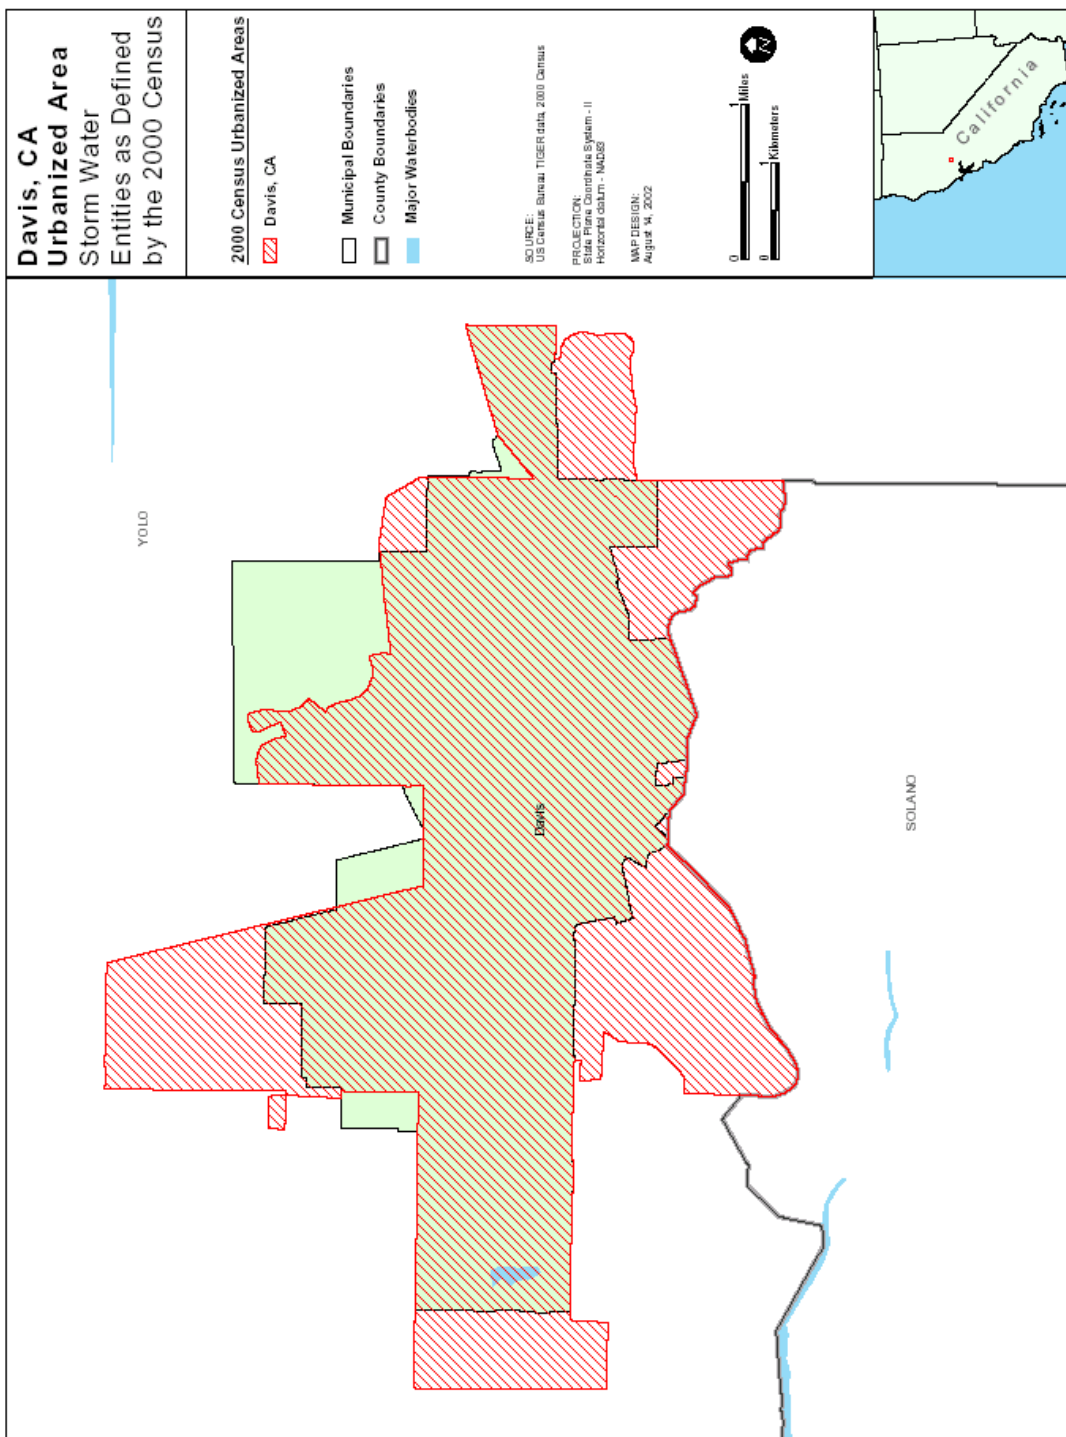 Davis, CA
Urbanized Area
Storm Water
Entities as Defined
by the 2000 Census
2000 Census Urbanized Areas
Davis, CA
Municipal Boundaries
County Boundaries
Major Waterbodies
SOURCE:
US Census Bureau TIGER data, 2000 Census
PROJECTION:
State Plane Coordinate System - II
Horizontal datum - NAD83
MAP DESIGN:
August 14, 2002
0 1 Miles
0 1 Kilometers
N
California
YOLO
Davis
SOLANO